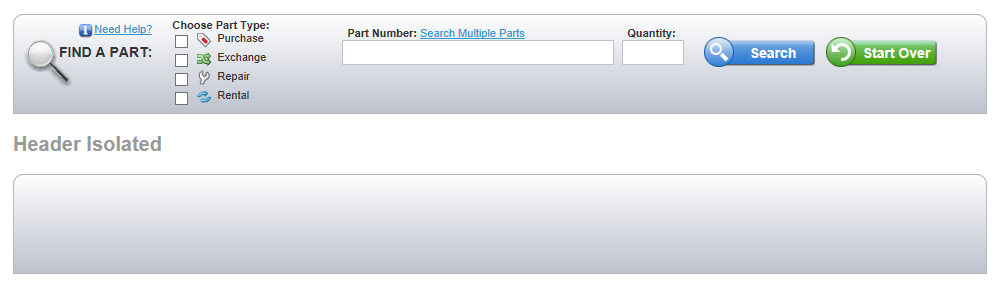 Need Help?
FIND A PART:
Choose Part Type:
Purchase
Exchange
Repair
Rental
Part Number: Search Multiple Parts
Quantity:
Search
Start Over
Header Isolated